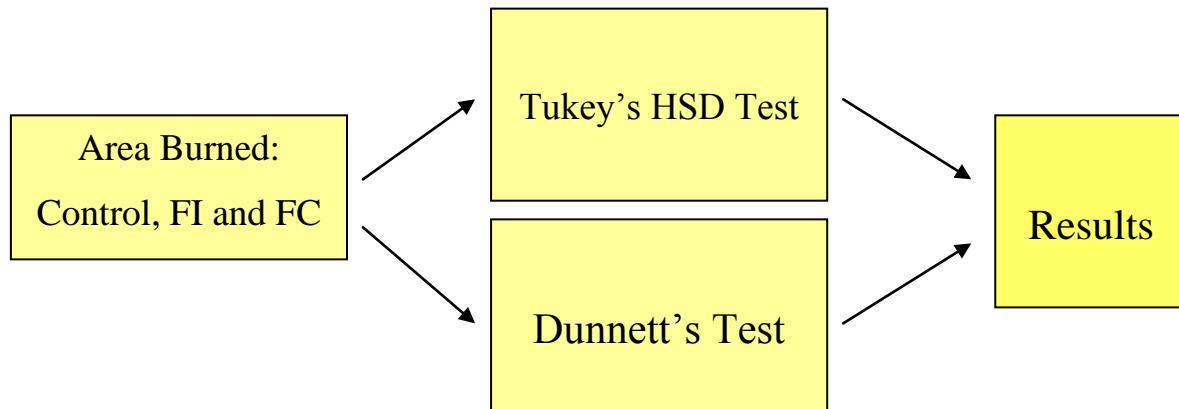 Area Burned:
Control, FI and FC
Tukey’s HSD Test
Dunnett’s Test
Results